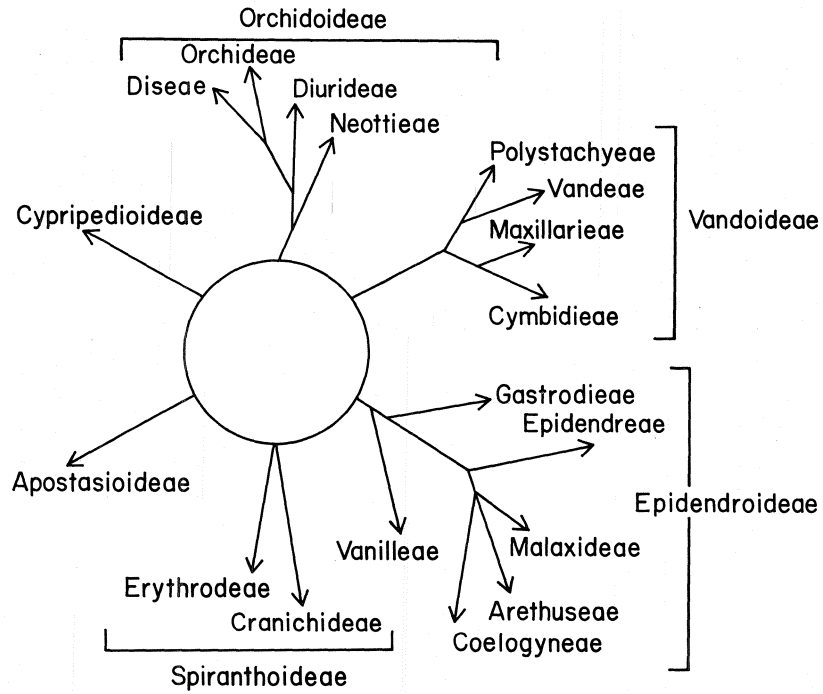 Orchidoideae
Orchideae
Diseae
Diurideae
Neottieae
Polystachyeae
Vandeae
Cypripedioideae
Maxillarieae
Vandoideae
Cymbidieae
Gastrodieae
Epidendreae
Apostasioideae
Epidendroideae
Vanilleae
Malaxideae
Erythrodeae
Arethuseae
Cranichideae
Coelogyneae
Spiranthoideae